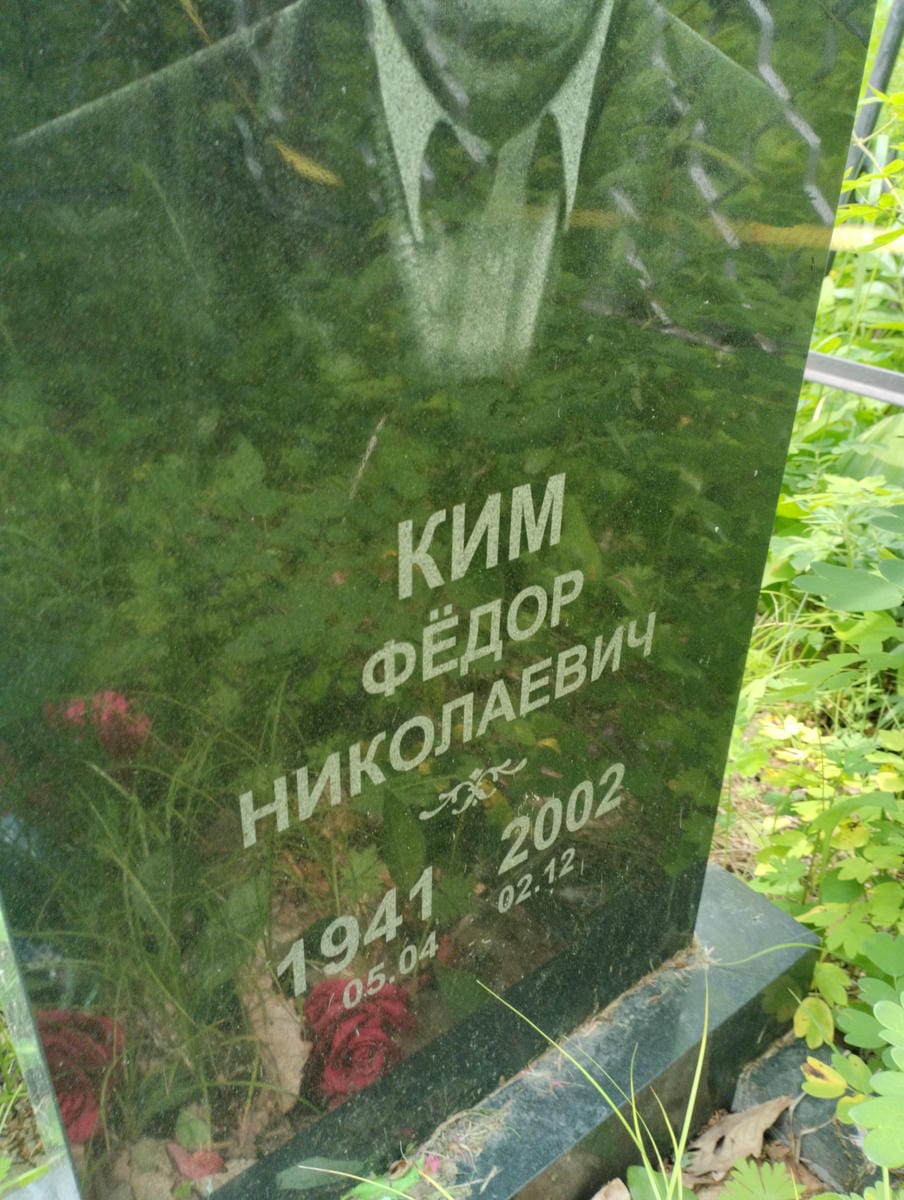 КИМ
ФЁДОР
НИКОЛАЕВИЧ
1941 2002
05.04 02.12